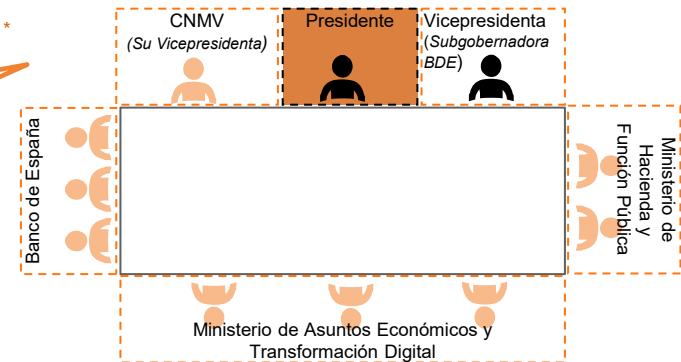 *
CNMV
(Su Vicepresidenta)
Presidente
Vicepresidenta
(Subgobernadora
BDE)
Banco de España
Ministerio de
Hacienda y
Función Pública
Ministerio de Asuntos Económicos y
Transformación Digital